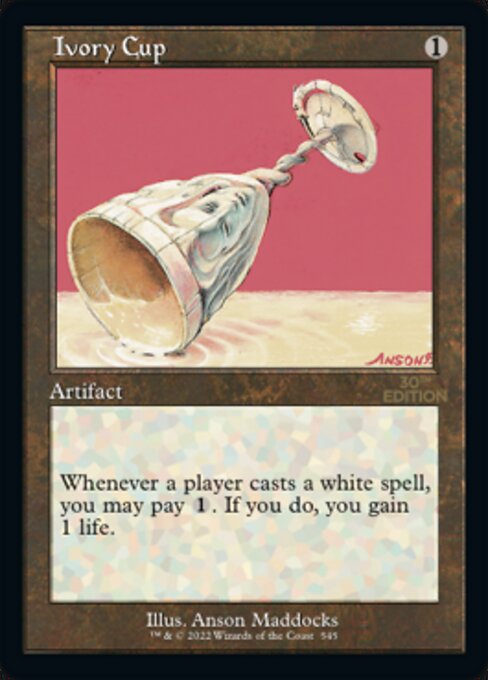 Ivory Cup 1
ANSON93
30TH
EDITION
Artifact
Whenever a player casts a white spell,
you may pay 1. If you do, you gain
1 life.
Illus. Anson Maddocks
™ & © 2022 Wizards of the Coast 545